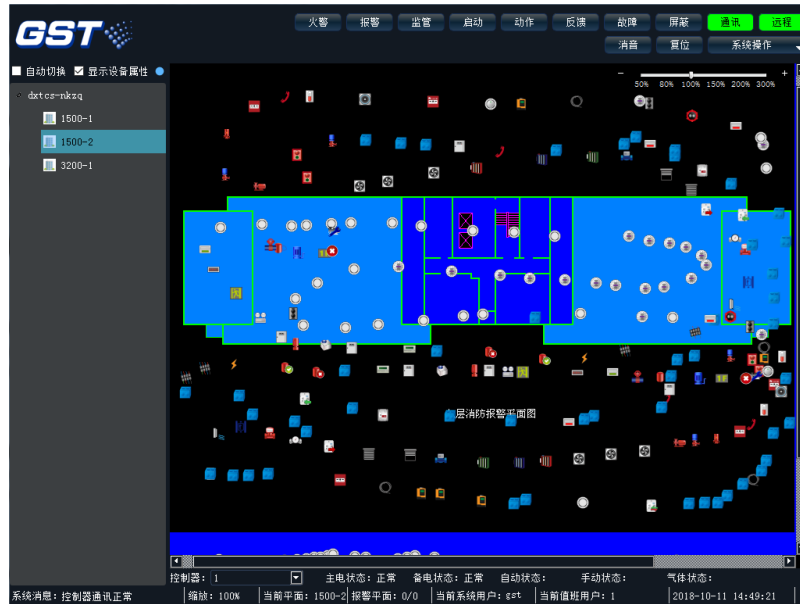 GST
火警 报警 监管 启动 动作 反馈 故障 屏蔽 通讯 远程
消音 复位 系统操作
自动切换 显示设备属性
- +
50% 80% 100% 150% 200% 300%
dxtcs-nkzq
1500-1
1500-2
3200-1
层消防报警平面图
控制器: 1 主电状态: 正常 备电状态: 正常 自动状态: 手动状态: 气体状态:
系统消息: 控制器通讯正常 缩放: 100% 当前平面: 1500-2 报警平面: 0/0 当前系统用户: gst 当前值班用户: 1 2018-10-11 14:49:21